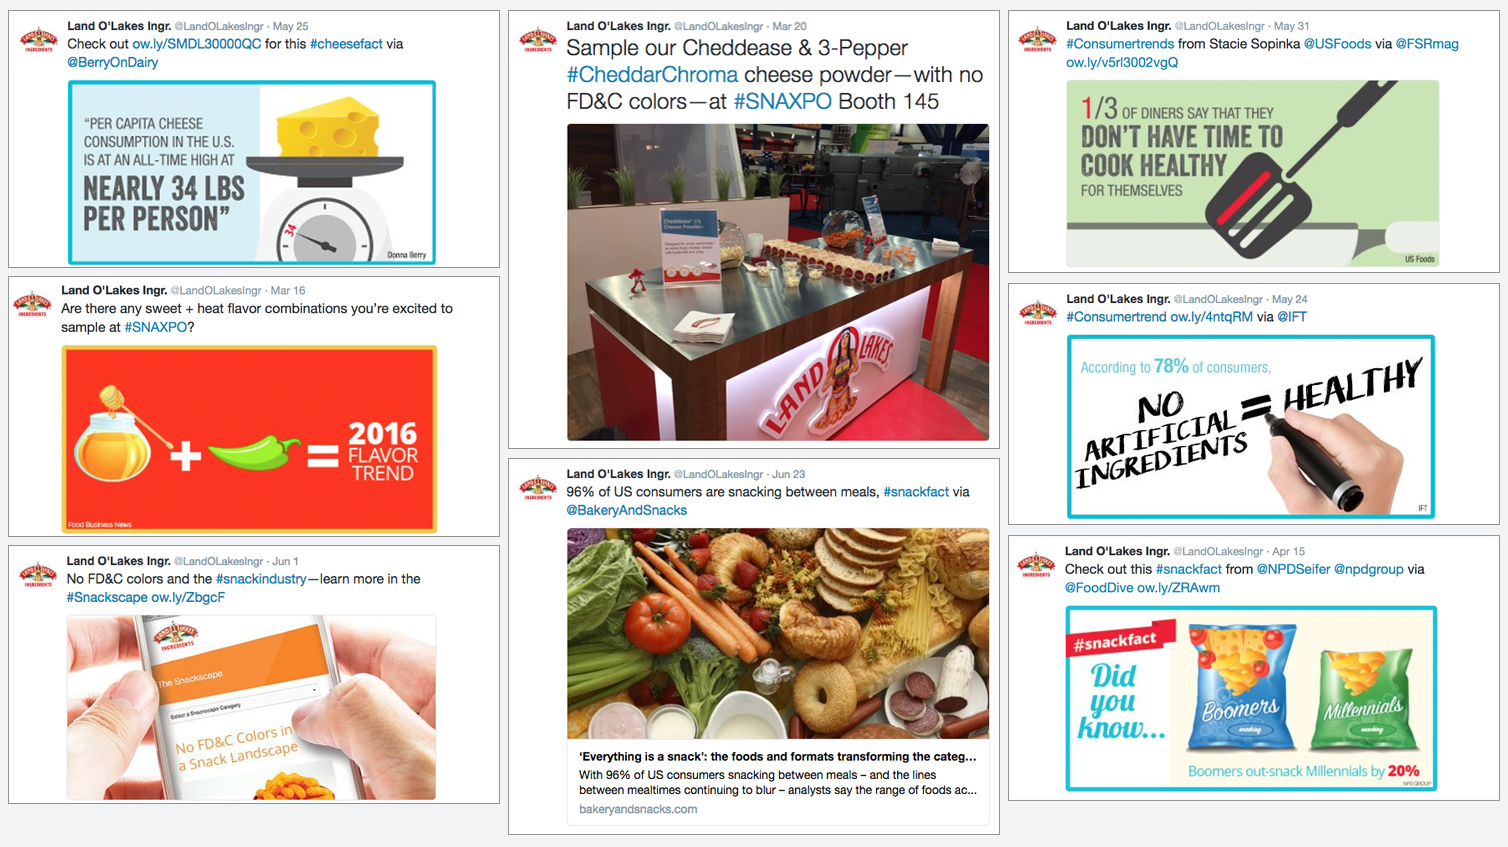 Land O'Lakes Ingr. @LandOLakesIngr · May 25
Check out ow.ly/SMDL30000QC for this #cheesefact via
@BerryOnDairy
"PER CAPITA CHEESE
CONSUMPTION IN THE U.S.
IS AT AN ALL-TIME HIGH AT
NEARLY 34 LBS
PER PERSON"
34
Donna Berry
Land O'Lakes Ingr. @LandOLakesIngr · Mar 16
Are there any sweet + heat flavor combinations you're excited to
sample at #SNAXPO?
+ = 2016
FLAVOR
TREND
Food Business News
Land O'Lakes Ingr. @LandOLakesIngr · Jun 1
No FD&C colors and the #snackindustry—learn more in the
#Snackscape ow.ly/ZbgcF
LAND O LAKES
INGREDIENTS
The Snackscape
Select a Snackscape Category
No FD&C Colors in
a Snack Landscape
Land O'Lakes Ingr. @LandOLakesIngr · Mar 20
Sample our Cheddease & 3-Pepper
#CheddarChroma cheese powder—with no
FD&C colors—at #SNAXPO Booth 145
Cheese Powders
LAND O LAKES
Land O'Lakes Ingr. @LandOLakesIngr · Jun 23
96% of US consumers are snacking between meals, #snackfact via
@BakeryAndSnacks
'Everything is a snack': the foods and formats transforming the categ...
With 96% of US consumers snacking between meals – and the lines
between mealtimes continuing to blur – analysts say the range of foods ac...
bakeryandsnacks.com
Land O'Lakes Ingr. @LandOLakesIngr · May 31
#Consumertrends from Stacie Sopinka @USFoods via @FSRmag
ow.ly/v5rl3002vgQ
1/3 OF DINERS SAY THAT THEY
DON'T HAVE TIME TO
COOK HEALTHY
FOR THEMSELVES
US Foods
Land O'Lakes Ingr. @LandOLakesIngr · May 24
#Consumertrend ow.ly/4ntqRM via @IFT
According to 78% of consumers,
NO
ARTIFICIAL
INGREDIENTS
= HEALTHY
IFT
Land O'Lakes Ingr. @LandOLakesIngr · Apr 15
Check out this #snackfact from @NPDSeifer @npdgroup via
@FoodDive ow.ly/ZRAwm
#snackfact
Did
you
know...
Boomers
snacking
Millennials
snacking
Boomers out-snack Millennials by 20%
NPD GROUP